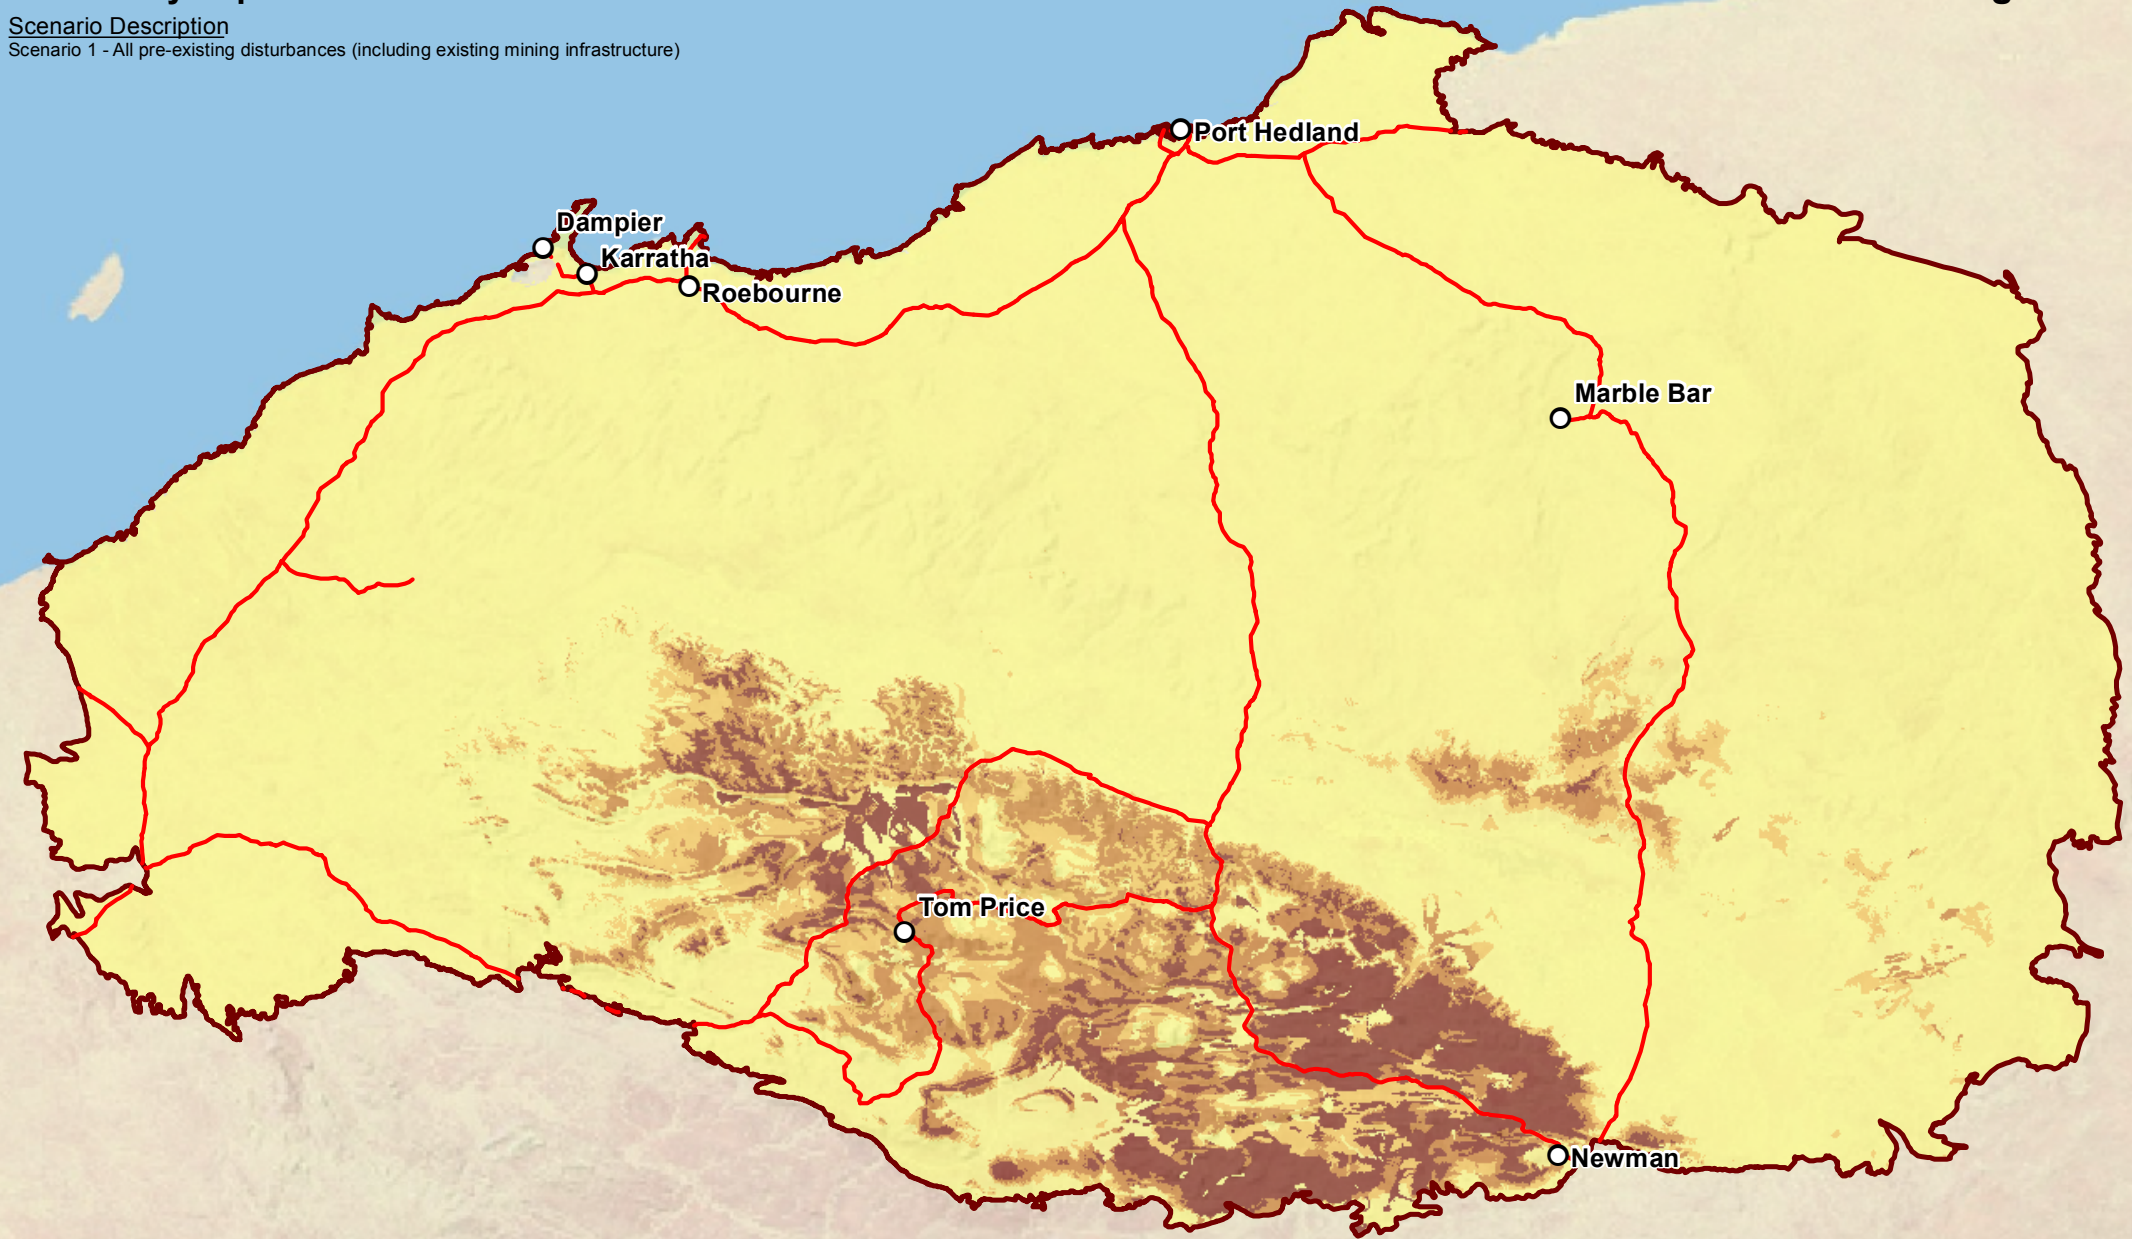 Scenario Description
Scenario 1 - All pre-existing disturbances (including existing mining infrastructure)
Port Hedland
Dampier
Karratha
Roebourne
Marble Bar
Tom Price
Newman